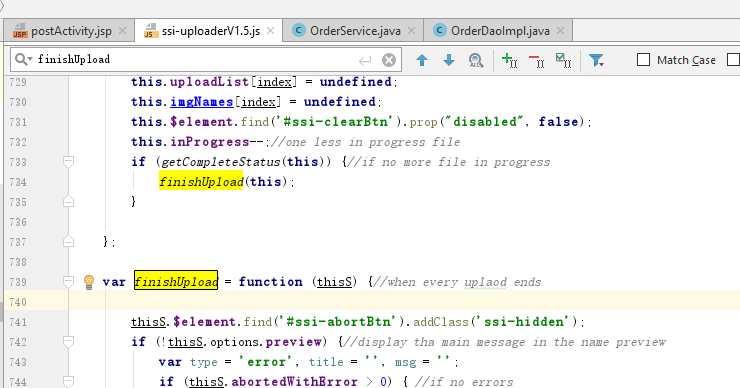 postActivity.jsp ssi-uploaderV1.5.js OrderService.java OrderDaoImpl.java
finishUpload Match Case
729 this.uploadList[index] = undefined;
730 this.imgNames[index] = undefined;
731 this.$element.find('#ssi-clearBtn').prop("disabled", false);
732 this.inProgress--;//one less in progress file
733 if (getCompleteStatus(this)) {//if no more file in progress
734 finishUpload(this);
735 }
736
737 };
738
739 var finishUpload = function (thisS) {//when every uplaod ends
740
741 thisS.$element.find('#ssi-abortBtn').addClass('ssi-hidden');
742 if (!thisS.options.preview) {//display tha main message in the name preview
743 var type = 'error', title = '', msg = '';
744 if (thisS.abortedWithError > 0) { //if no errors